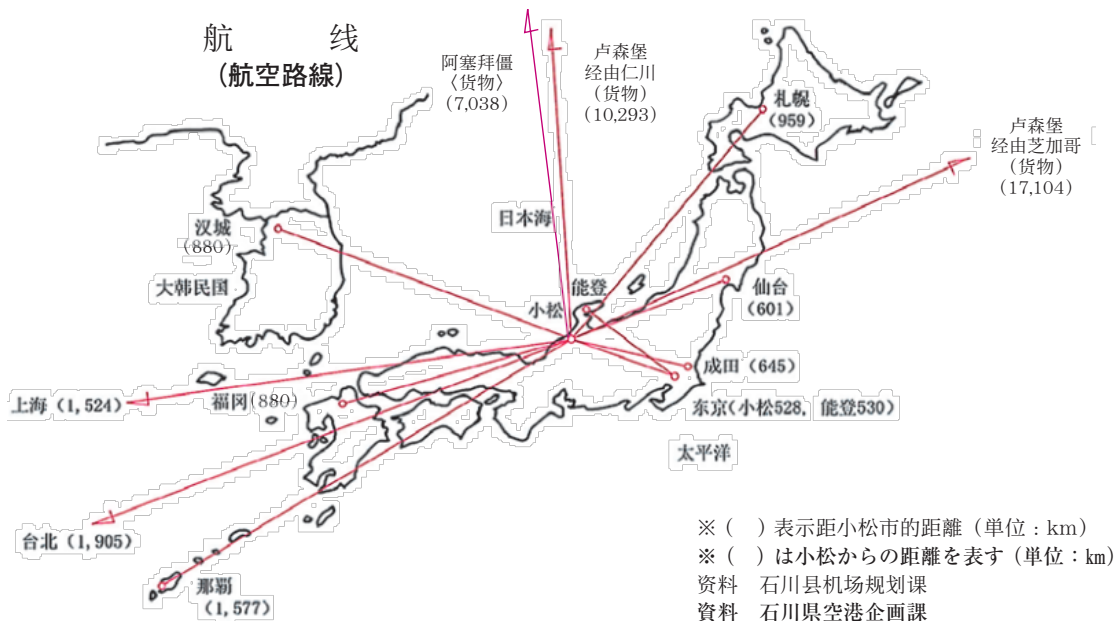 航　　线
(航空路線)
阿塞拜疆
〈货物〉
(7,038)
卢森堡
经由仁川
(货物)
(10,293)
札幌
(959)
卢森堡
经由芝加哥
(货物)
(17,104)
日本海
汉城
(880)
大韩民国
能登
小松
仙台
(601)
成田 (645)
上海 (1,524)
福冈(880)
东京(小松528, 能登530)
太平洋
台北 (1,905)
那覇
(1,577)
※ (　) 表示距小松市的距離 (単位：km)
※ (　) は小松からの距離を表す (単位：km)
资料　石川县机场规划课
資料　石川県空港企画課